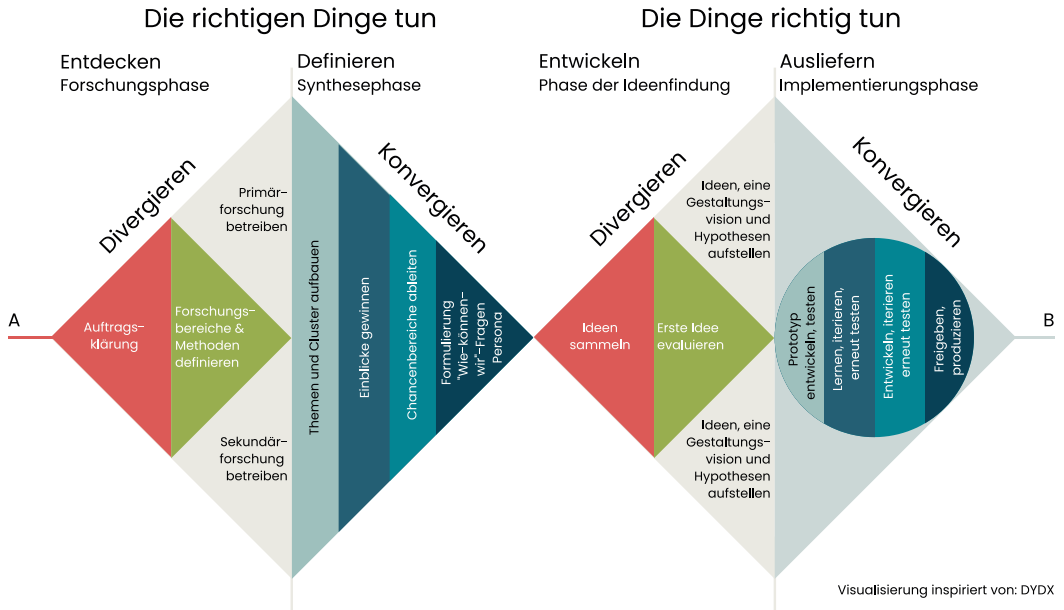 Die richtigen Dinge tun
Die Dinge richtig tun
Entdecken
Forschungsphase
Definieren
Synthesephase
Entwickeln
Phase der Ideenfindung
Ausliefern
Implementierungsphase
Divergieren
Konvergieren
Divergieren
Konvergieren
A
Auftrags-
klärung
Forschungs-
bereiche &
Methoden
definieren
Primär-
forschung
betreiben
Sekundär-
forschung
betreiben
Themen und Cluster aufbauen
Einblicke gewinnen
Chancenbereiche ableiten
Formulierung
"Wie-können-
wir"-Fragen
Persona
Ideen
sammeln
Erste Idee
evaluieren
Ideen, eine
Gestaltungs-
vision und
Hypothesen
aufstellen
Ideen, eine
Gestaltungs-
vision und
Hypothesen
aufstellen
Prototyp
entwickeln, testen
Lernen, iterieren,
erneut testen
Entwickeln, iterieren
erneut testen
Freigeben,
produzieren
B
Visualisierung inspiriert von: DYDX